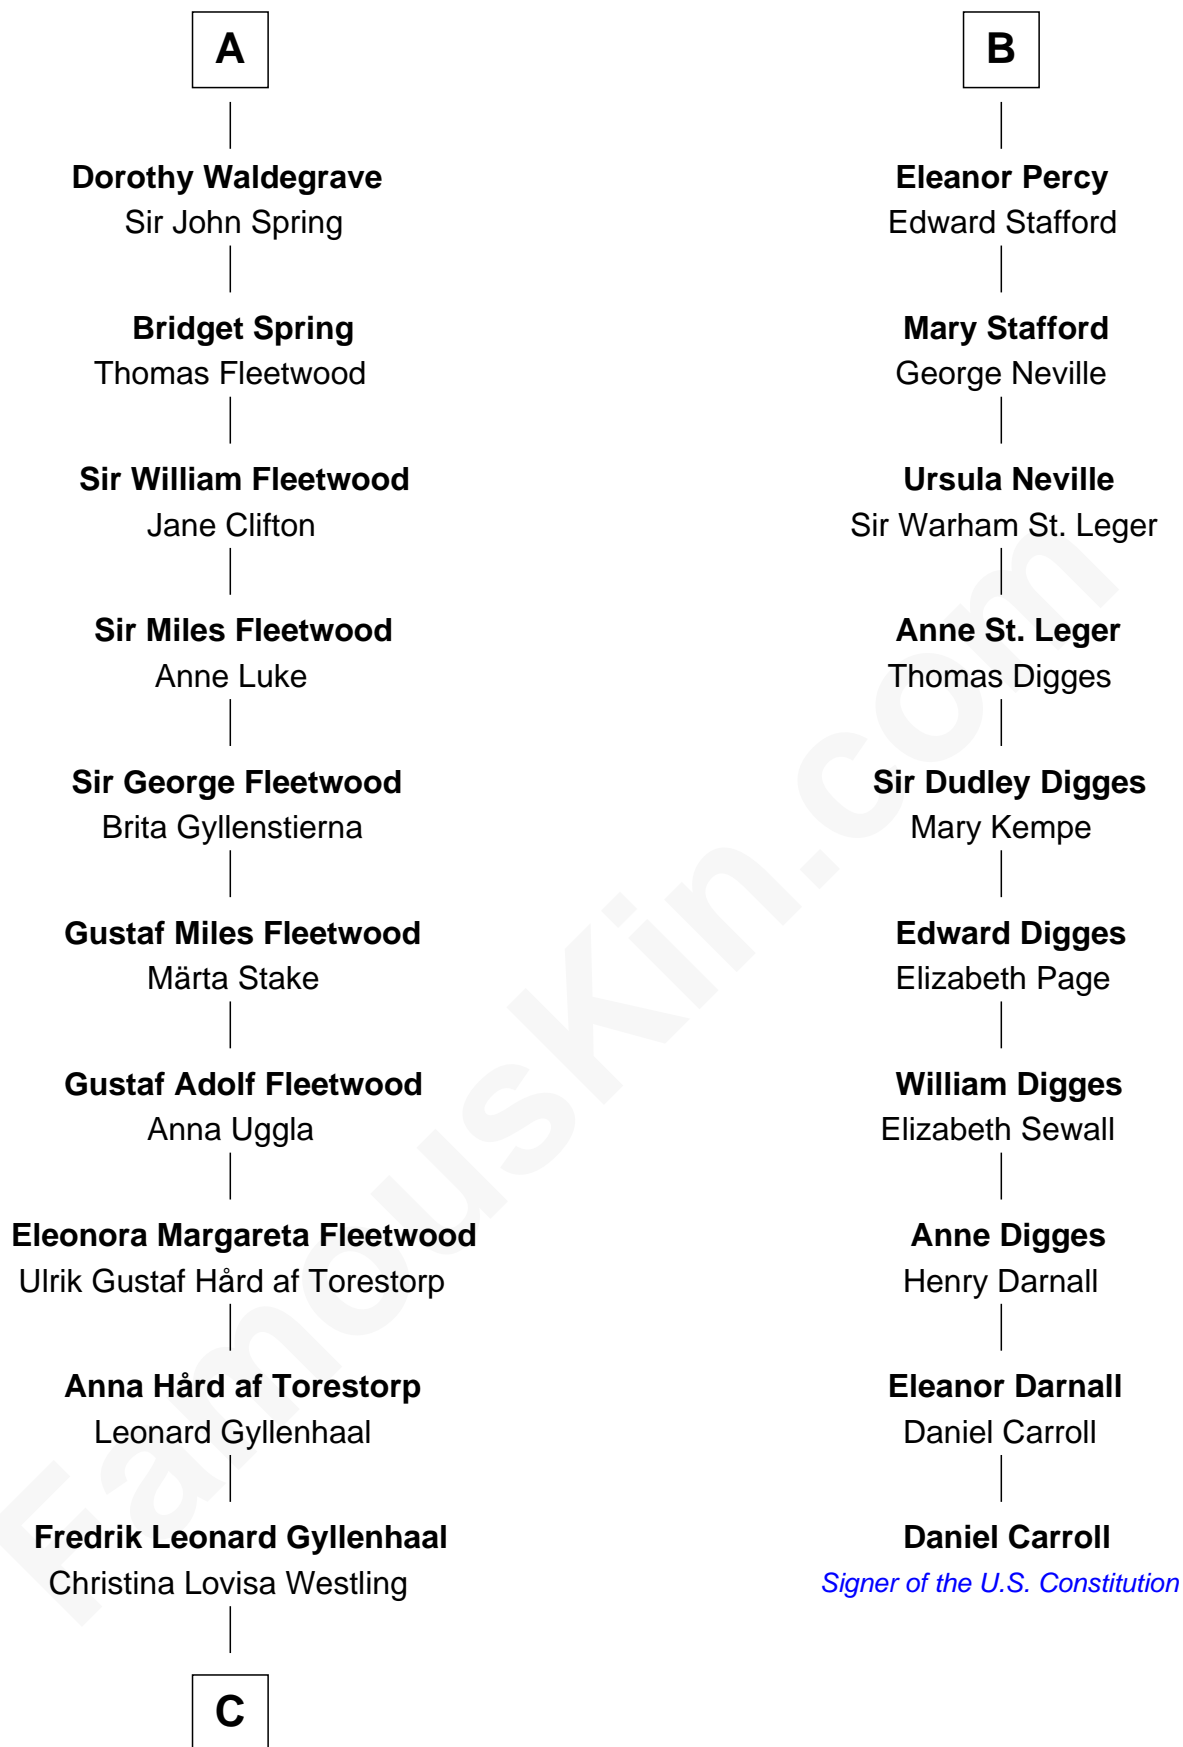 A
Dorothy Waldegrave
Sir John Spring
Bridget Spring
Thomas Fleetwood
Sir William Fleetwood
Jane Clifton
Sir Miles Fleetwood
Anne Luke
Sir George Fleetwood
Brita Gyllenstierna
Gustaf Miles Fleetwood
Märta Stake
Gustaf Adolf Fleetwood
Anna Uggla
Eleonora Margareta Fleetwood
Ulrik Gustaf Hård af Torestorp
Anna Hård af Torestorp
Leonard Gyllenhaal
Fredrik Leonard Gyllenhaal
Christina Lovisa Westling
C
B
Eleanor Percy
Edward Stafford
Mary Stafford
George Neville
Ursula Neville
Sir Warham St. Leger
Anne St. Leger
Thomas Digges
Sir Dudley Digges
Mary Kempe
Edward Digges
Elizabeth Page
William Digges
Elizabeth Sewall
Anne Digges
Henry Darnall
Eleanor Darnall
Daniel Carroll
Daniel Carroll
Signer of the U.S. Constitution
FamousKin.com